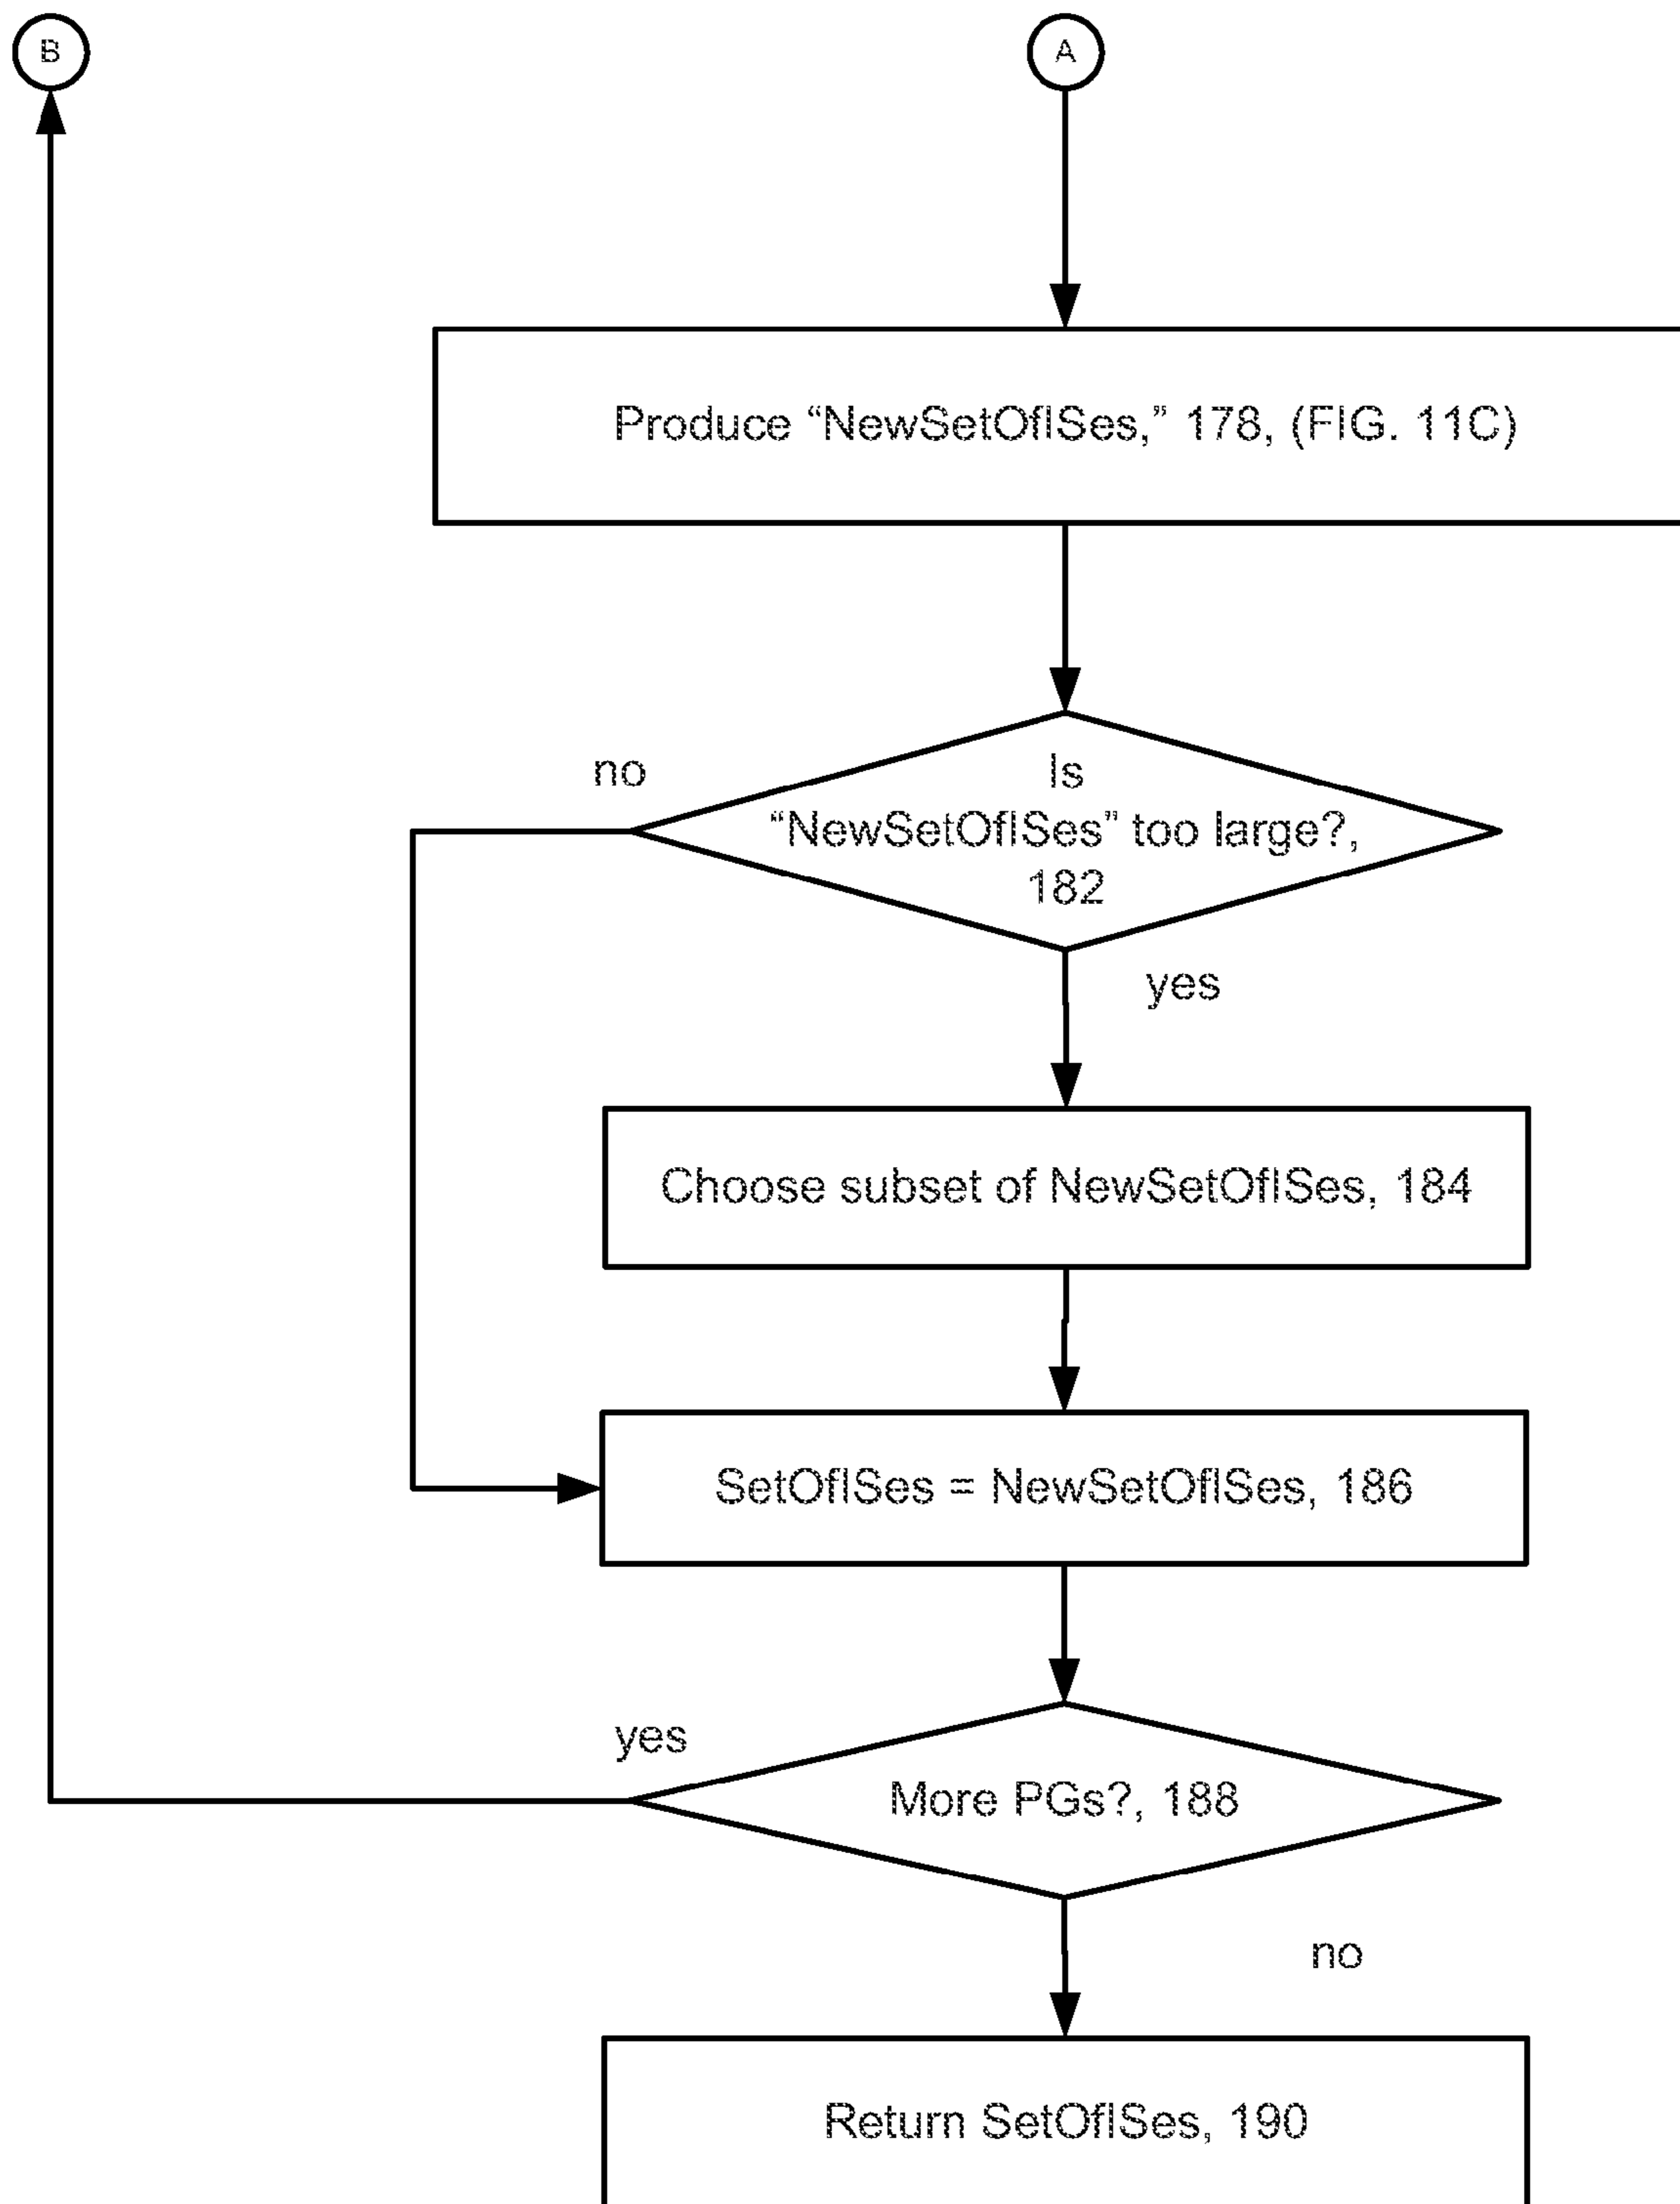 B
A
Produce “NewSetOfISes,” 178, (FIG. 11C)
no
Is
“NewSetOfISes” too large?,
182
yes
Choose subset of NewSetOfISes, 184
SetOfISes = NewSetOfISes, 186
yes
More PGs?, 188
no
Return SetOfISes, 190